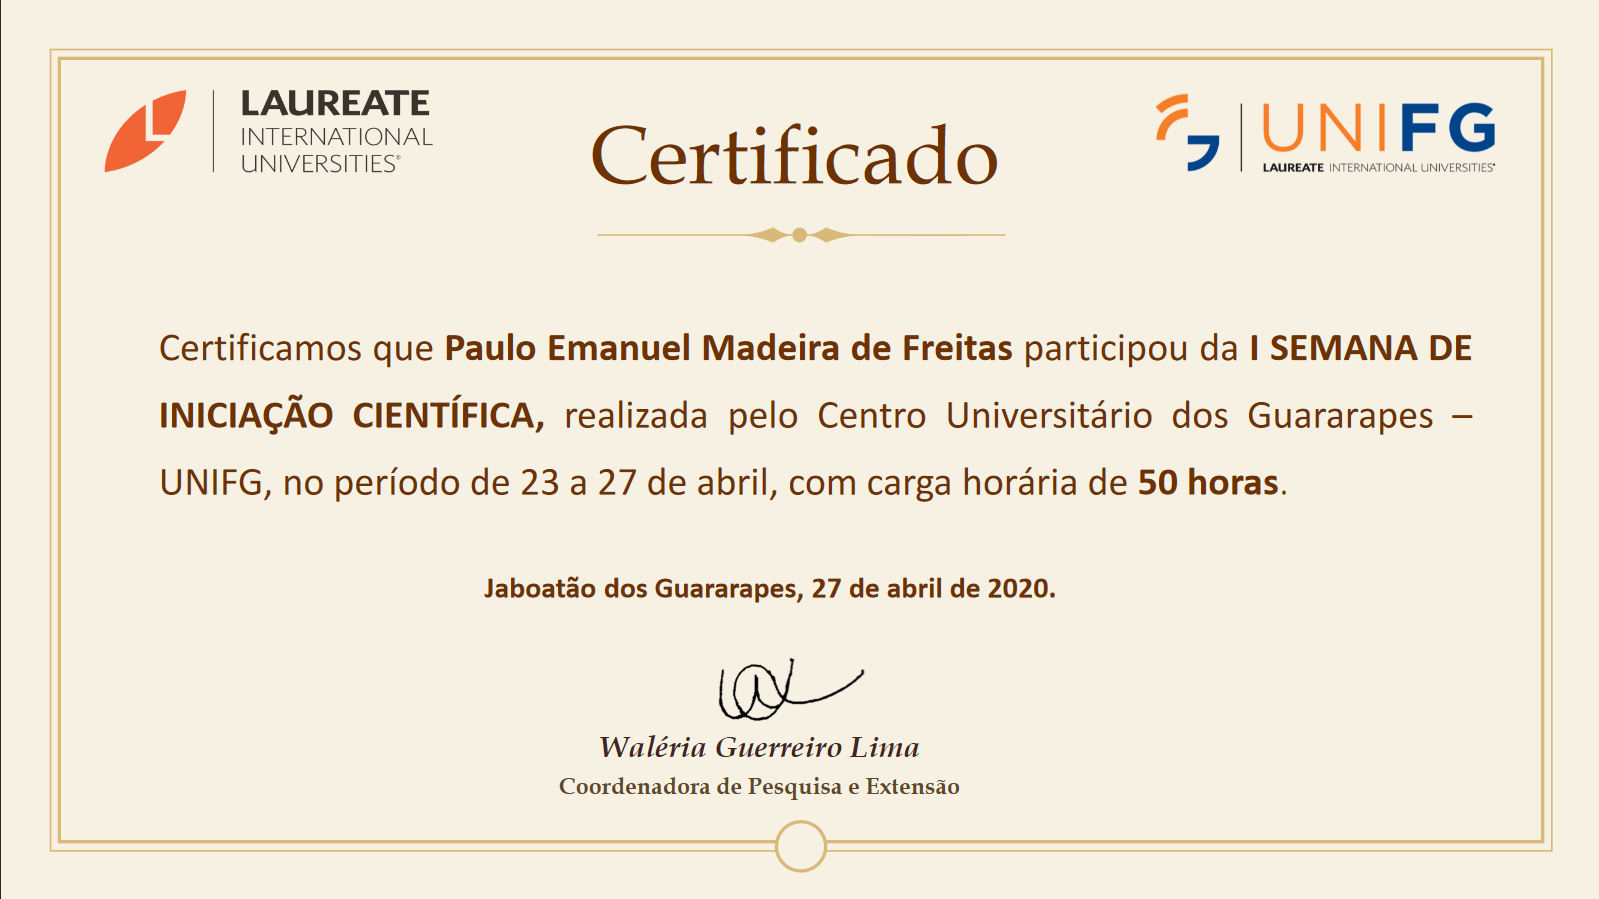 LAUREATE
INTERNATIONAL
UNIVERSITIES®
Certificado
UNIFG
LAUREATE INTERNATIONAL UNIVERSITIES®
Certificamos que Paulo Emanuel Madeira de Freitas participou da I SEMANA DE
INICIAÇÃO CIENTÍFICA, realizada pelo Centro Universitário dos Guararapes –
UNIFG, no período de 23 a 27 de abril, com carga horária de 50 horas.
Jaboatão dos Guararapes, 27 de abril de 2020.
Waléria Guerreiro Lima
Coordenadora de Pesquisa e Extensão